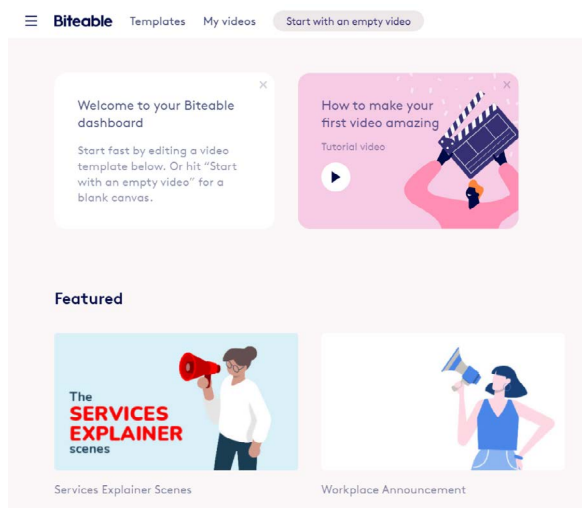 Biteable Templates My videos Start with an empty video
Welcome to your Biteable
dashboard
Start fast by editing a video
template below. Or hit "Start
with an empty video" for a
blank canvas.
How to make your
first video amazing
Tutorial video
Featured
The
SERVICES
EXPLAINER
scenes
Services Explainer Scenes
Workplace Announcement